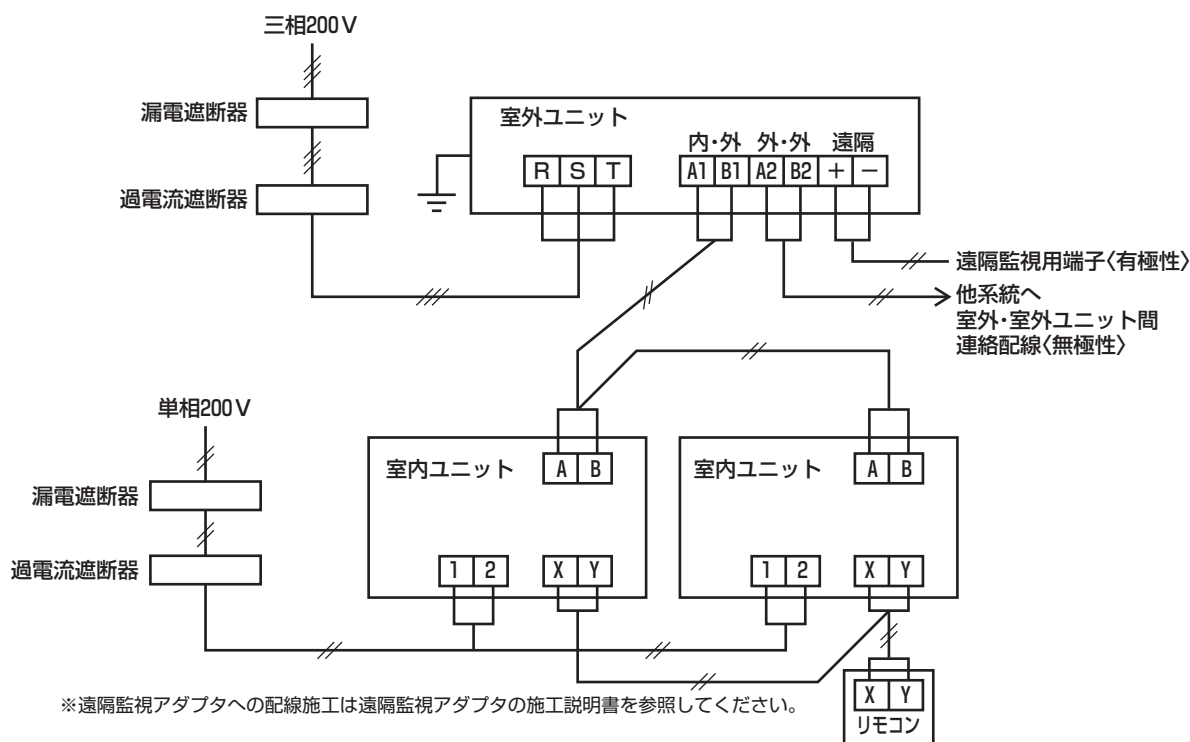 三相200V
漏電遮断器
過電流遮断器
室外ユニット
内・外 外・外 遠隔
R S T
A1 B1 A2 B2 + −
遠隔監視用端子〈有極性〉
他系統へ
室外・室外ユニット間
連絡配線〈無極性〉
単相200V
漏電遮断器
過電流遮断器
室内ユニット
A B
1 2
X Y
室内ユニット
A B
1 2
X Y
X Y
リモコン
※遠隔監視アダプタへの配線施工は遠隔監視アダプタの施工説明書を参照してください。